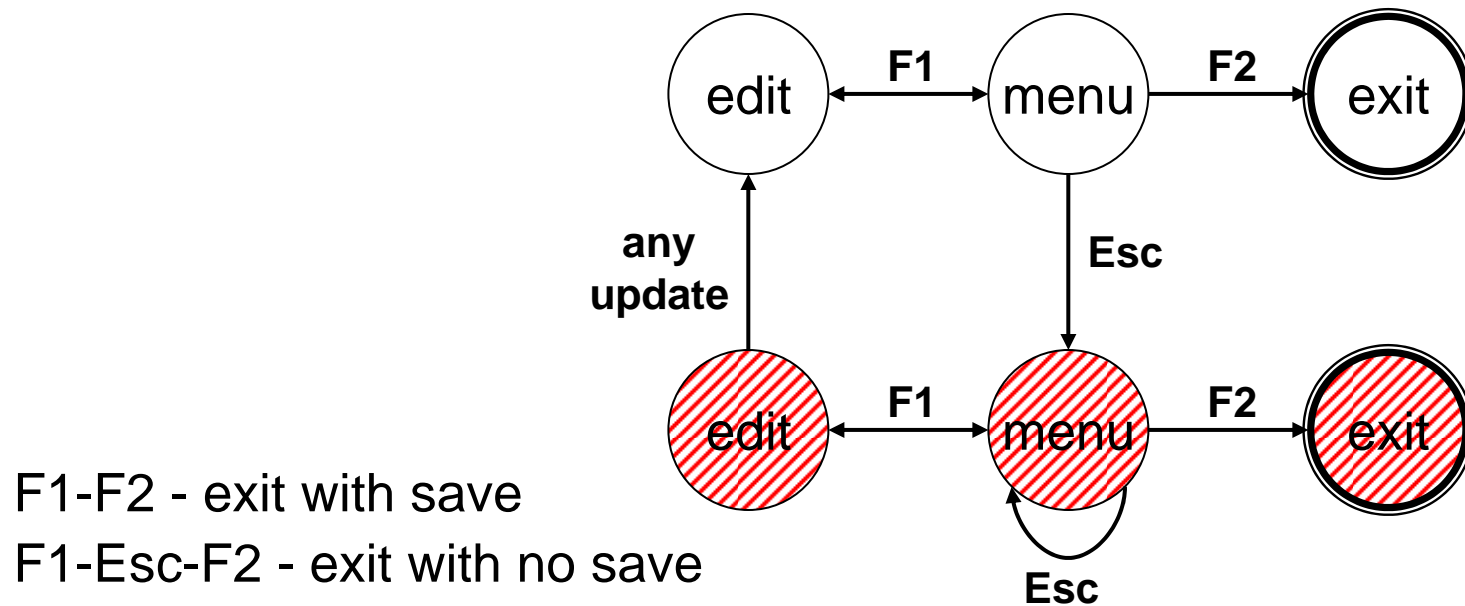 edit
F1
menu
F2
exit
any
update
Esc
edit
F1
menu
F2
exit
Esc
F1-F2 - exit with save
F1-Esc-F2 - exit with no save